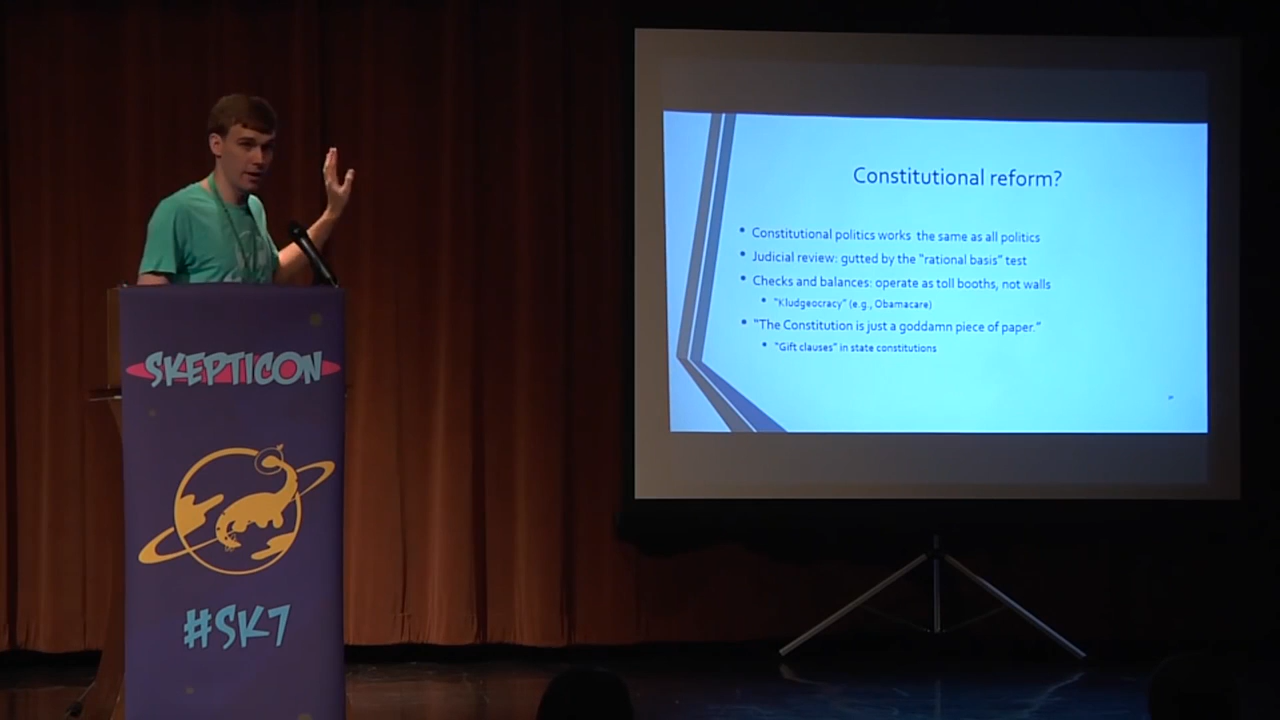 Constitutional reform?
• Constitutional politics works the same as all politics
• Judicial review: gutted by the “rational basis” test
• Checks and balances: operate as toll booths, not walls
• “Kludgeocracy” (e.g., Obamacare)
• “The Constitution is just a goddamn piece of paper.”
• “Gift clauses” in state constitutions
SKEPTICON
#SK7